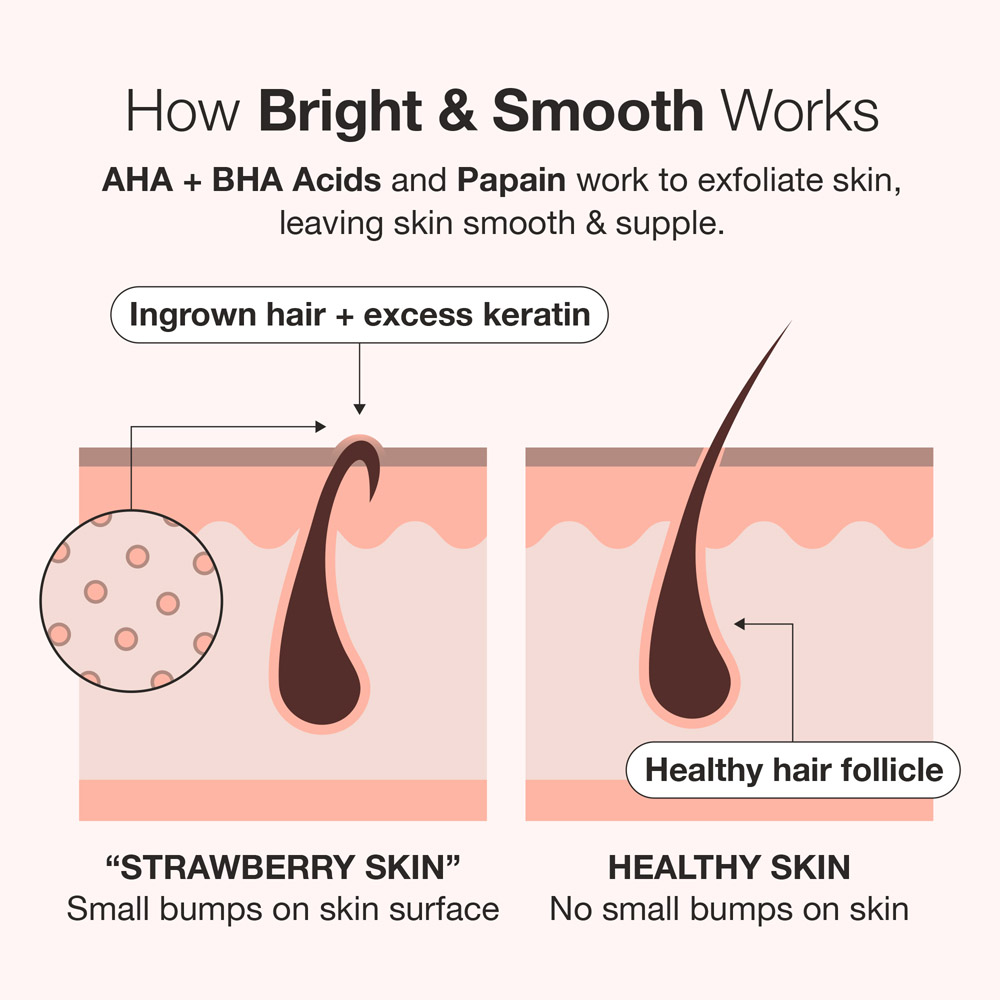 How Bright & Smooth Works
AHA + BHA Acids and Papain work to exfoliate skin,
leaving skin smooth & supple.
Ingrown hair + excess keratin
Healthy hair follicle
“STRAWBERRY SKIN”
Small bumps on skin surface
HEALTHY SKIN
No small bumps on skin